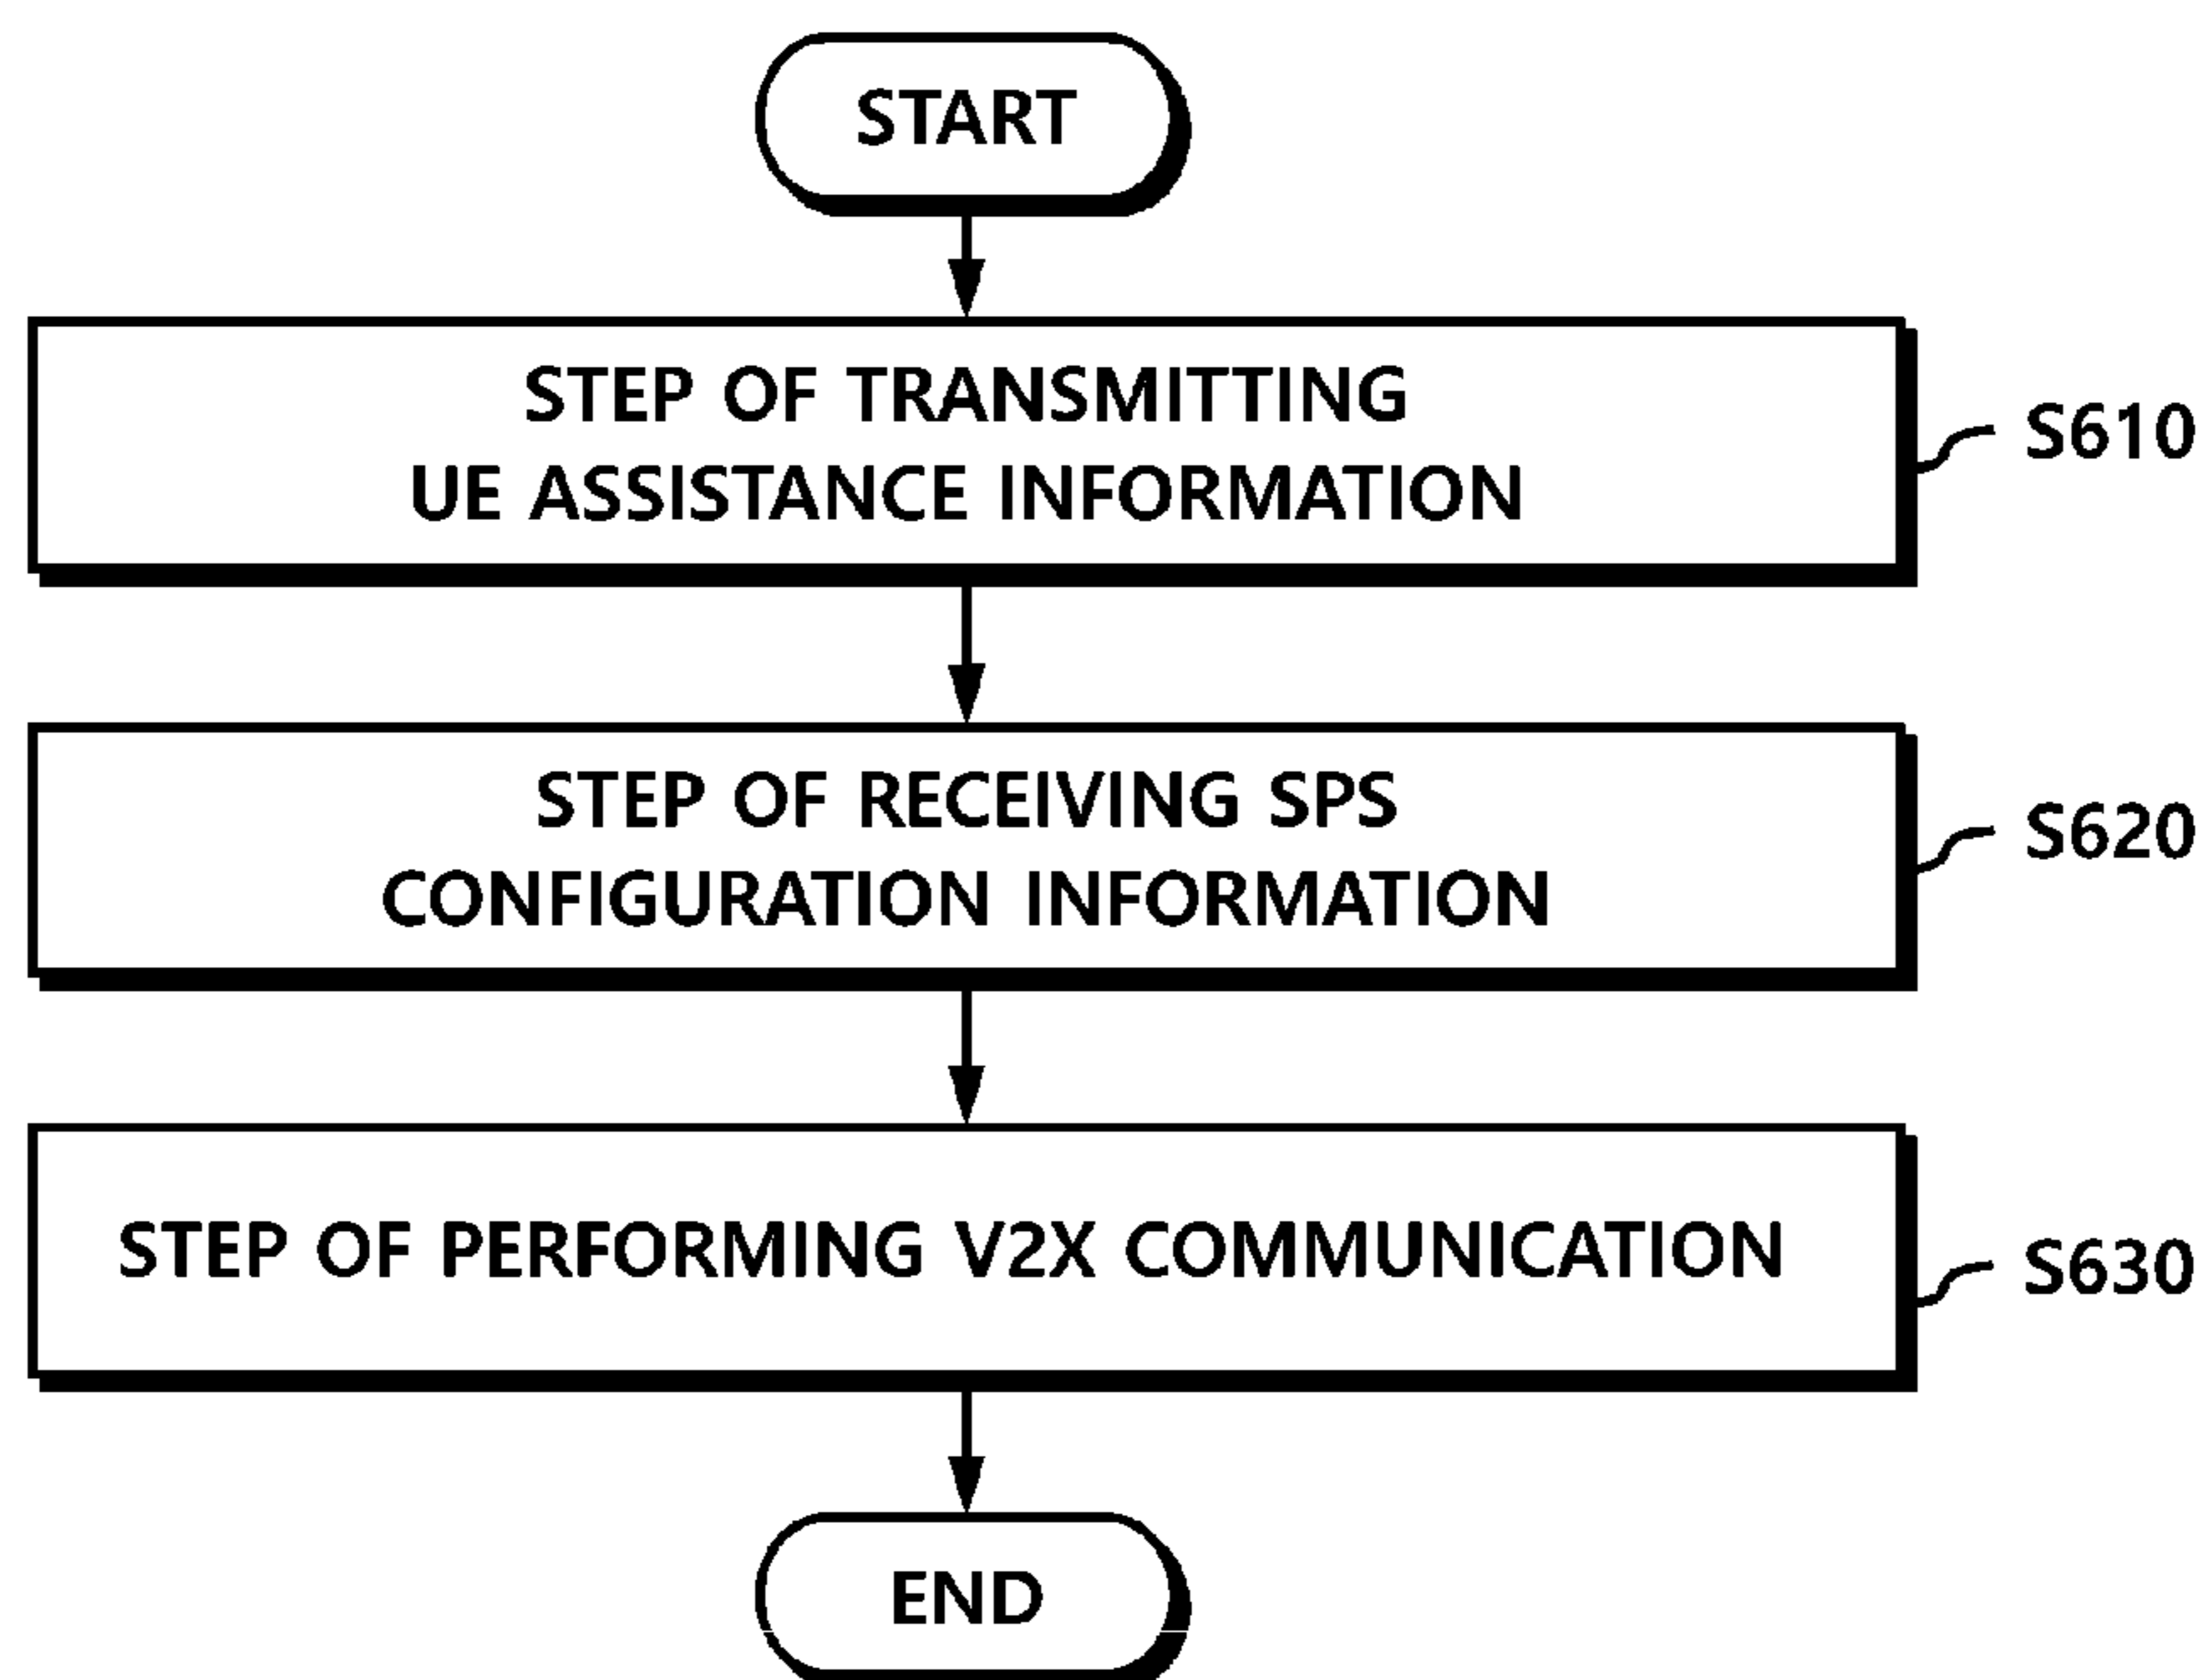 START
STEP OF TRANSMITTING
UE ASSISTANCE INFORMATION
S610
STEP OF RECEIVING SPS
CONFIGURATION INFORMATION
S620
STEP OF PERFORMING V2X COMMUNICATION
S630
END